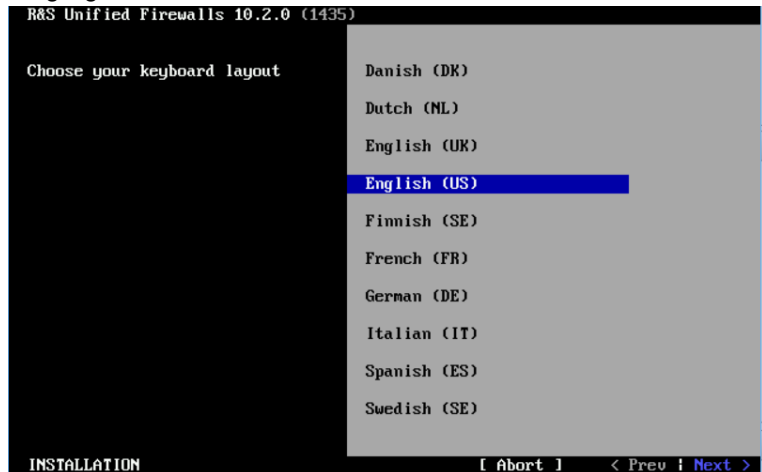 R&S Unified Firewalls 10.2.0 (1435)
Choose your keyboard layout
Danish (DK)
Dutch (NL)
English (UK)
English (US)
Finnish (SE)
French (FR)
German (DE)
Italian (IT)
Spanish (ES)
Swedish (SE)
INSTALLATION [ Abort ] < Prev ¦ Next >